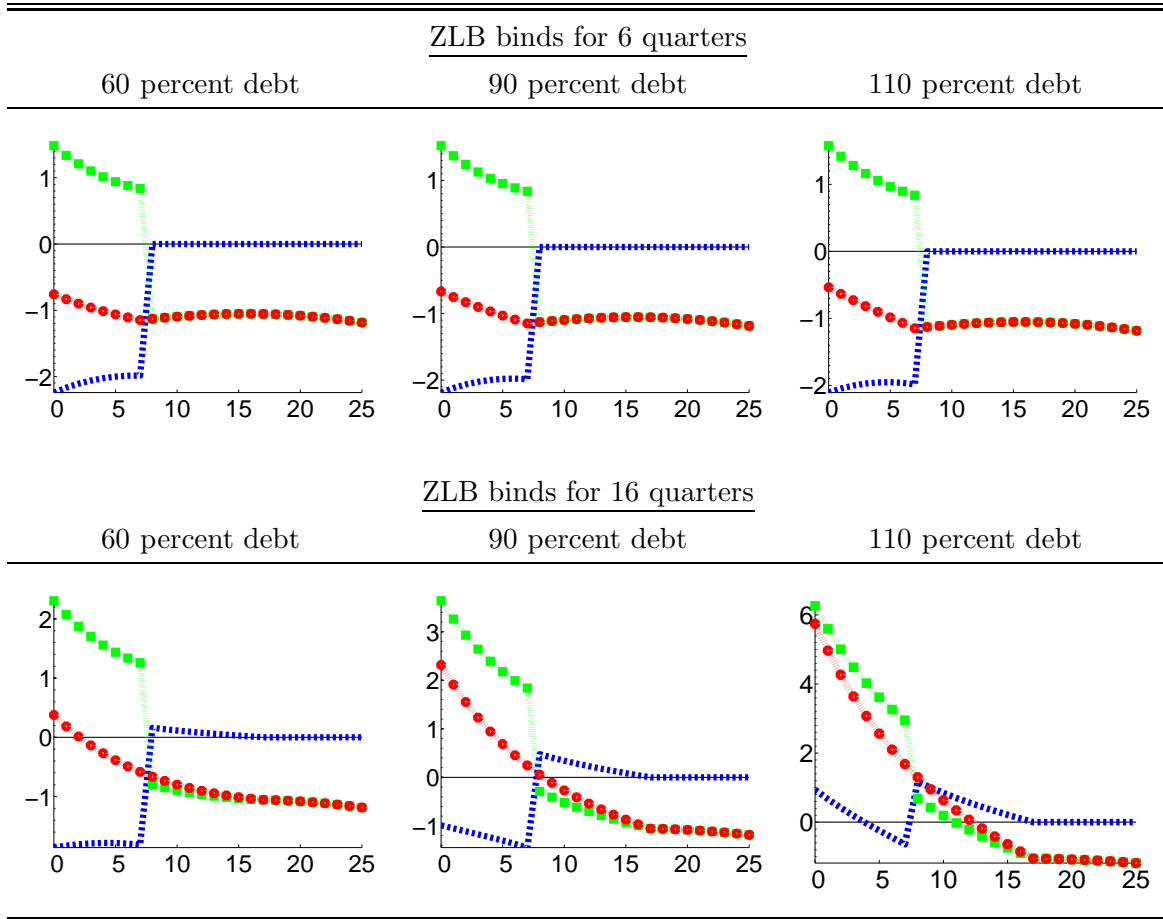 ZLB binds for 6 quarters
60 percent debt 90 percent debt 110 percent debt
1 1 1
0 0 0
−1 −1 −1
−2 −2 −2
0 5 10 15 20 25 0 5 10 15 20 25 0 5 10 15 20 25
ZLB binds for 16 quarters
60 percent debt 90 percent debt 110 percent debt
2 3 6
1 2 4
0 1 2
−1 0 0
−1
0 5 10 15 20 25 0 5 10 15 20 25 0 5 10 15 20 25